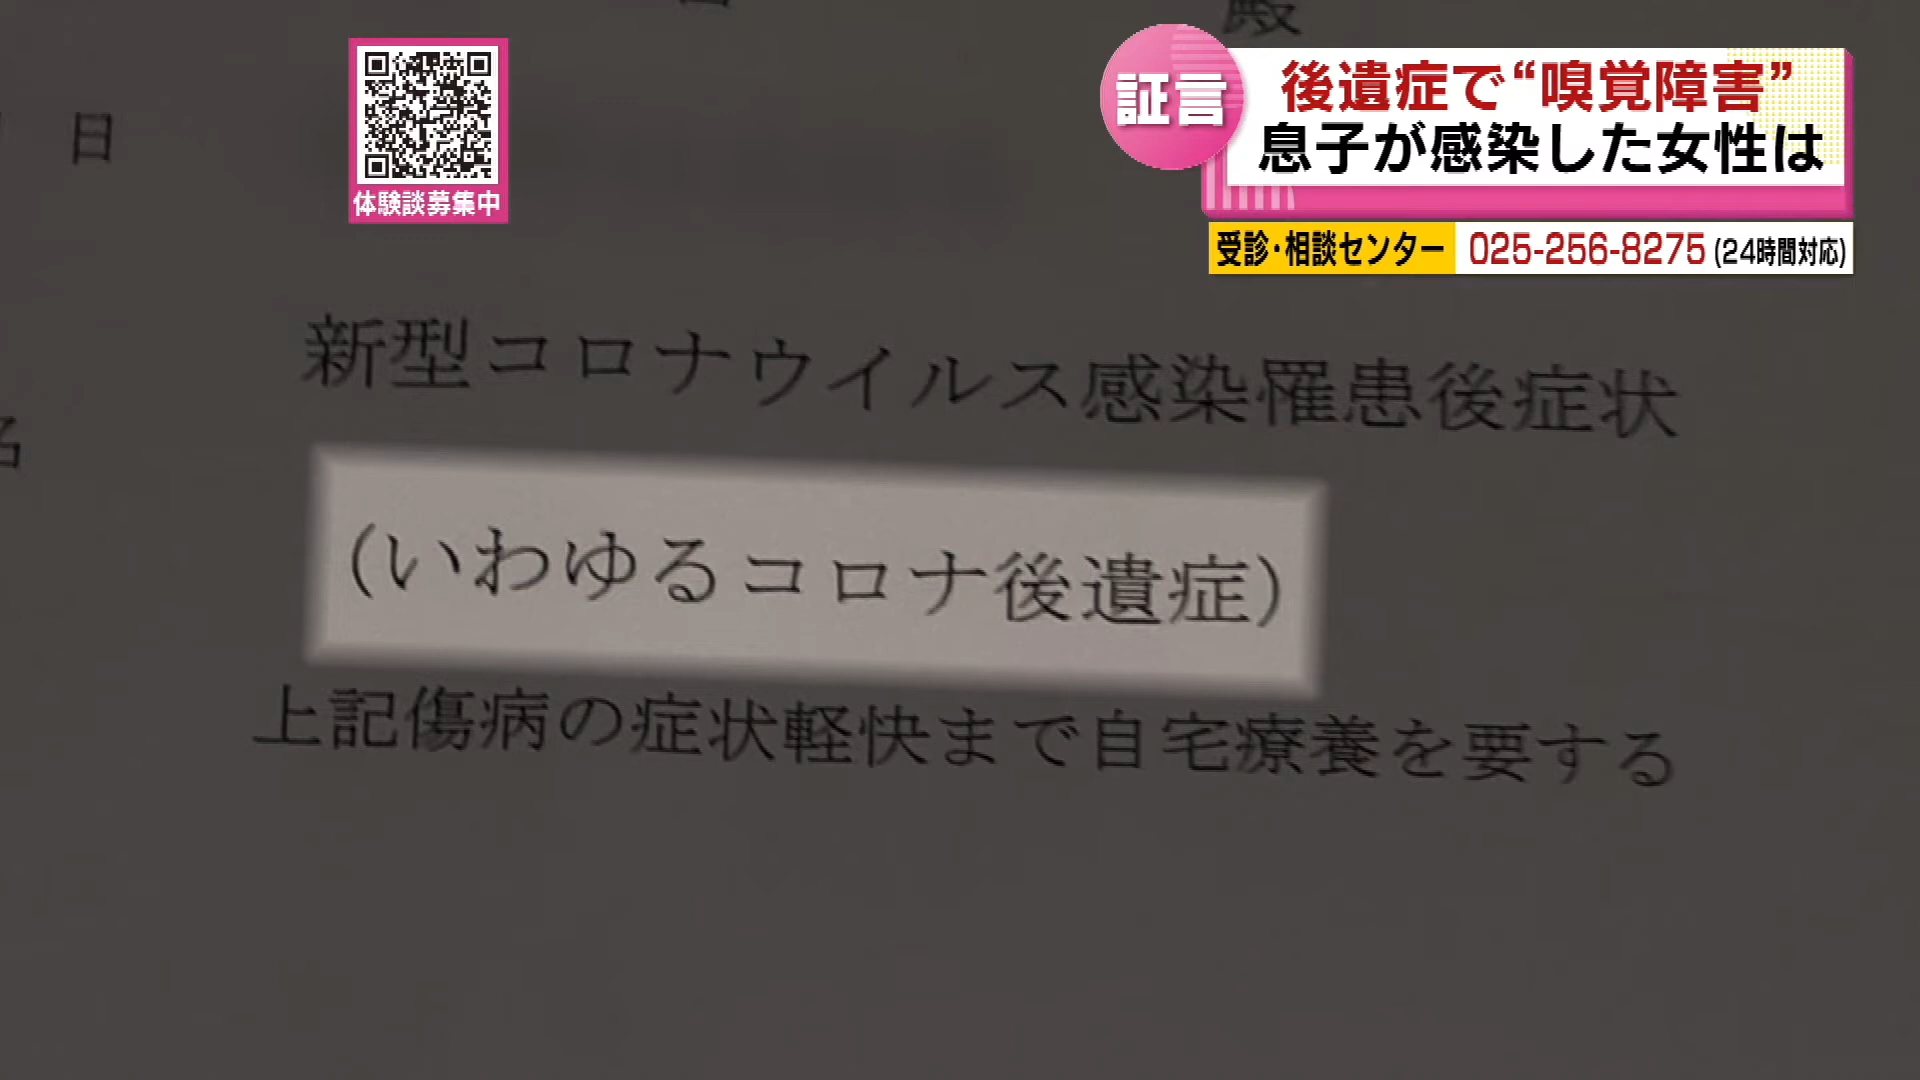 殿
証言
後遺症で“嗅覚障害”
息子が感染した女性は
体験談募集中
受診・相談センター 025-256-8275(24時間対応)
日
新型コロナウイルス感染罹患後症状
名
(いわゆるコロナ後遺症)
上記傷病の症状軽快まで自宅療養を要する